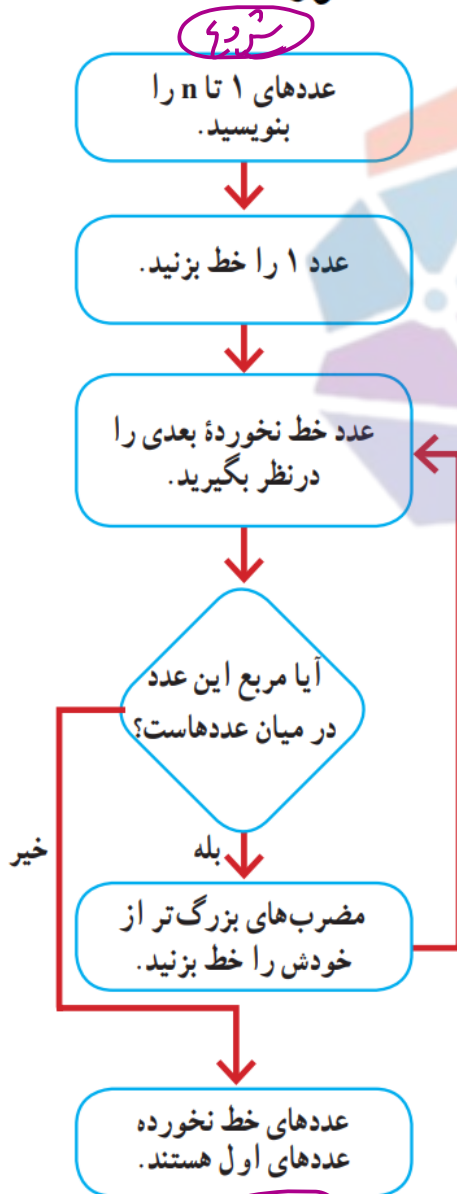 شروع
عددهای ۱ تا n را
بنویسید.
عدد ۱ را خط بزنید.
عدد خط نخوردهٔ بعدی را
درنظر بگیرید.
آیا مربع این عدد
در میان عددهاست؟
خیر
بله
مضرب‌های بزرگ‌تر از
خودش را خط بزنید.
عددهای خط نخورده
عددهای اول هستند.